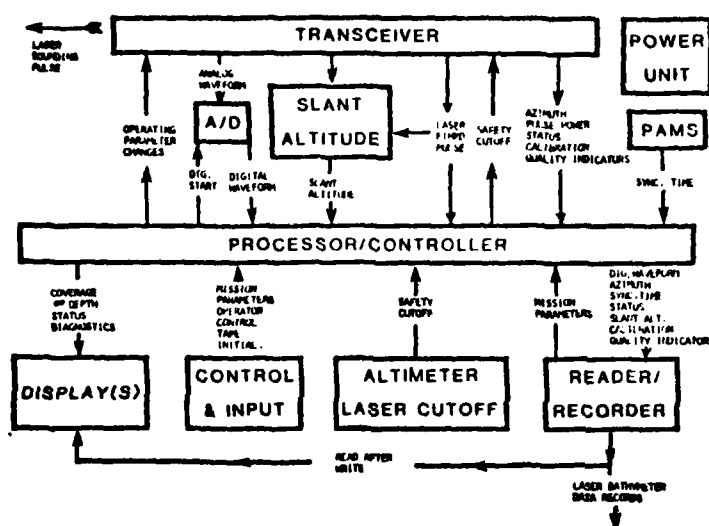 TRANSCEIVER
LASER
SOUNDING
PULSE
POWER
UNIT
ANALOG
WAVEFORM
A/D
SLANT
ALTITUDE
OPERATING
PARAMETER
CHANGES
DIG.
START
DIGITAL
WAVEFORM
SLANT
ALTITUDE
LASER
FIRED
PULSE
SAFETY
CUTOFF
AZIMUTH
PULSE POWER
STATUS
CALIBRATION
QUALITY INDICATORS
PAMS
SYNC. TIME
PROCESSOR/CONTROLLER
COVERAGE
DEPTH
STATUS
DIAGNOSTICS
MISSION
PARAMETERS
OPERATOR
CONTROL
TAPE
INITIAL.
SAFETY
CUTOFF
MISSION
PARAMETERS
DIG. WAVEFORM
AZIMUTH
SYNC. TIME
STATUS
SLANT ALT.
CALIBRATION
QUALITY INDICATOR
DISPLAY(S)
CONTROL
& INPUT
ALTIMETER
LASER CUTOFF
READER/
RECORDER
READ AFTER
WRITE
LASER BATHYMETER
DATA RECORDS